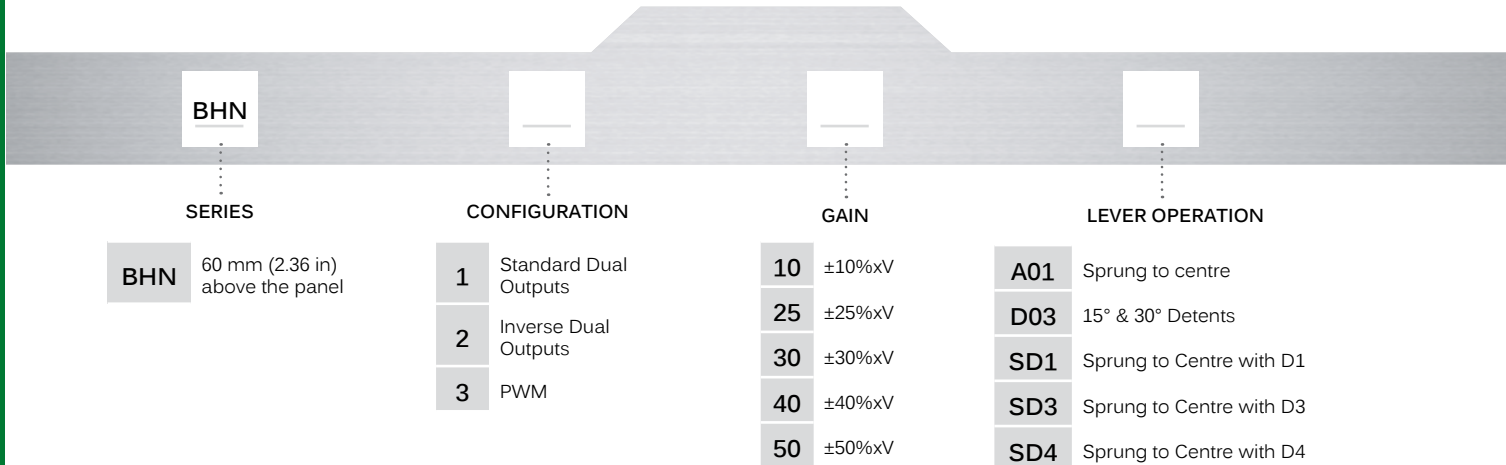 BHN
SERIES
BHN
60 mm (2.36 in)
above the panel
CONFIGURATION
1
Standard Dual
Outputs
2
Inverse Dual
Outputs
3
PWM
GAIN
10
±10%xV
25
±25%xV
30
±30%xV
40
±40%xV
50
±50%xV
LEVER OPERATION
A01
Sprung to centre
D03
15° & 30° Detents
SD1
Sprung to Centre with D1
SD3
Sprung to Centre with D3
SD4
Sprung to Centre with D4